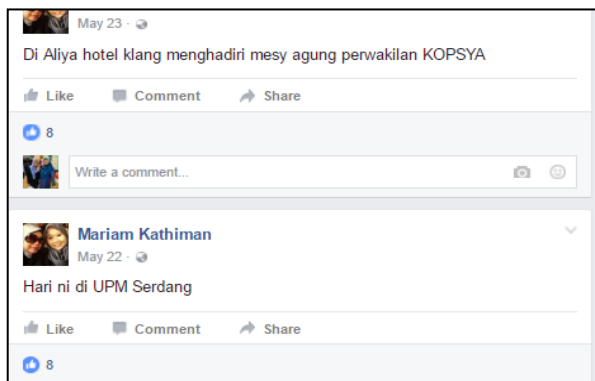 May 23
Di Aliya hotel klang menghadiri mesy agung perwakilan KOPSYA
Like Comment Share
8
Write a comment...
Mariam Kathiman
May 22
Hari ni di UPM Serdang
Like Comment Share
8